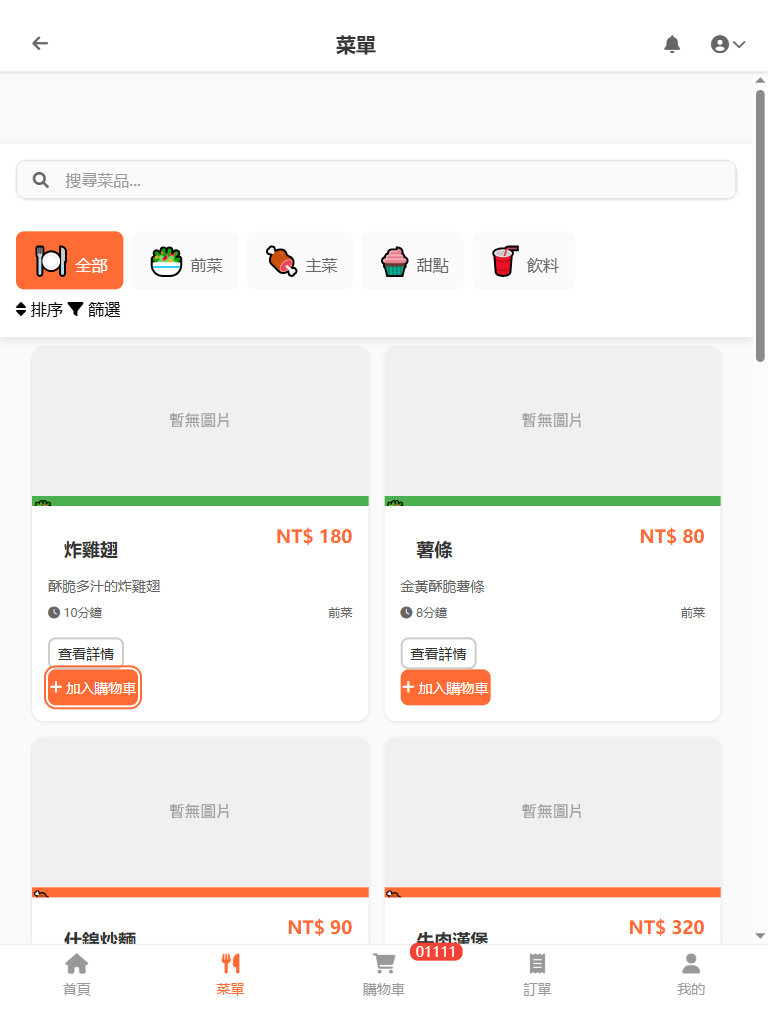 菜單
搜尋菜品...
全部 前菜 主菜 甜點 飲料
排序 篩選
暫無圖片
炸雞翅 NT$ 180
酥脆多汁的炸雞翅
10分鐘 前菜
查看詳情
+ 加入購物車
暫無圖片
薯條 NT$ 80
金黃酥脆薯條
8分鐘 前菜
查看詳情
+ 加入購物車
暫無圖片
什錦炒麵 NT$ 90
暫無圖片
牛肉漢堡 NT$ 320
01111
首頁 菜單 購物車 訂單 我的